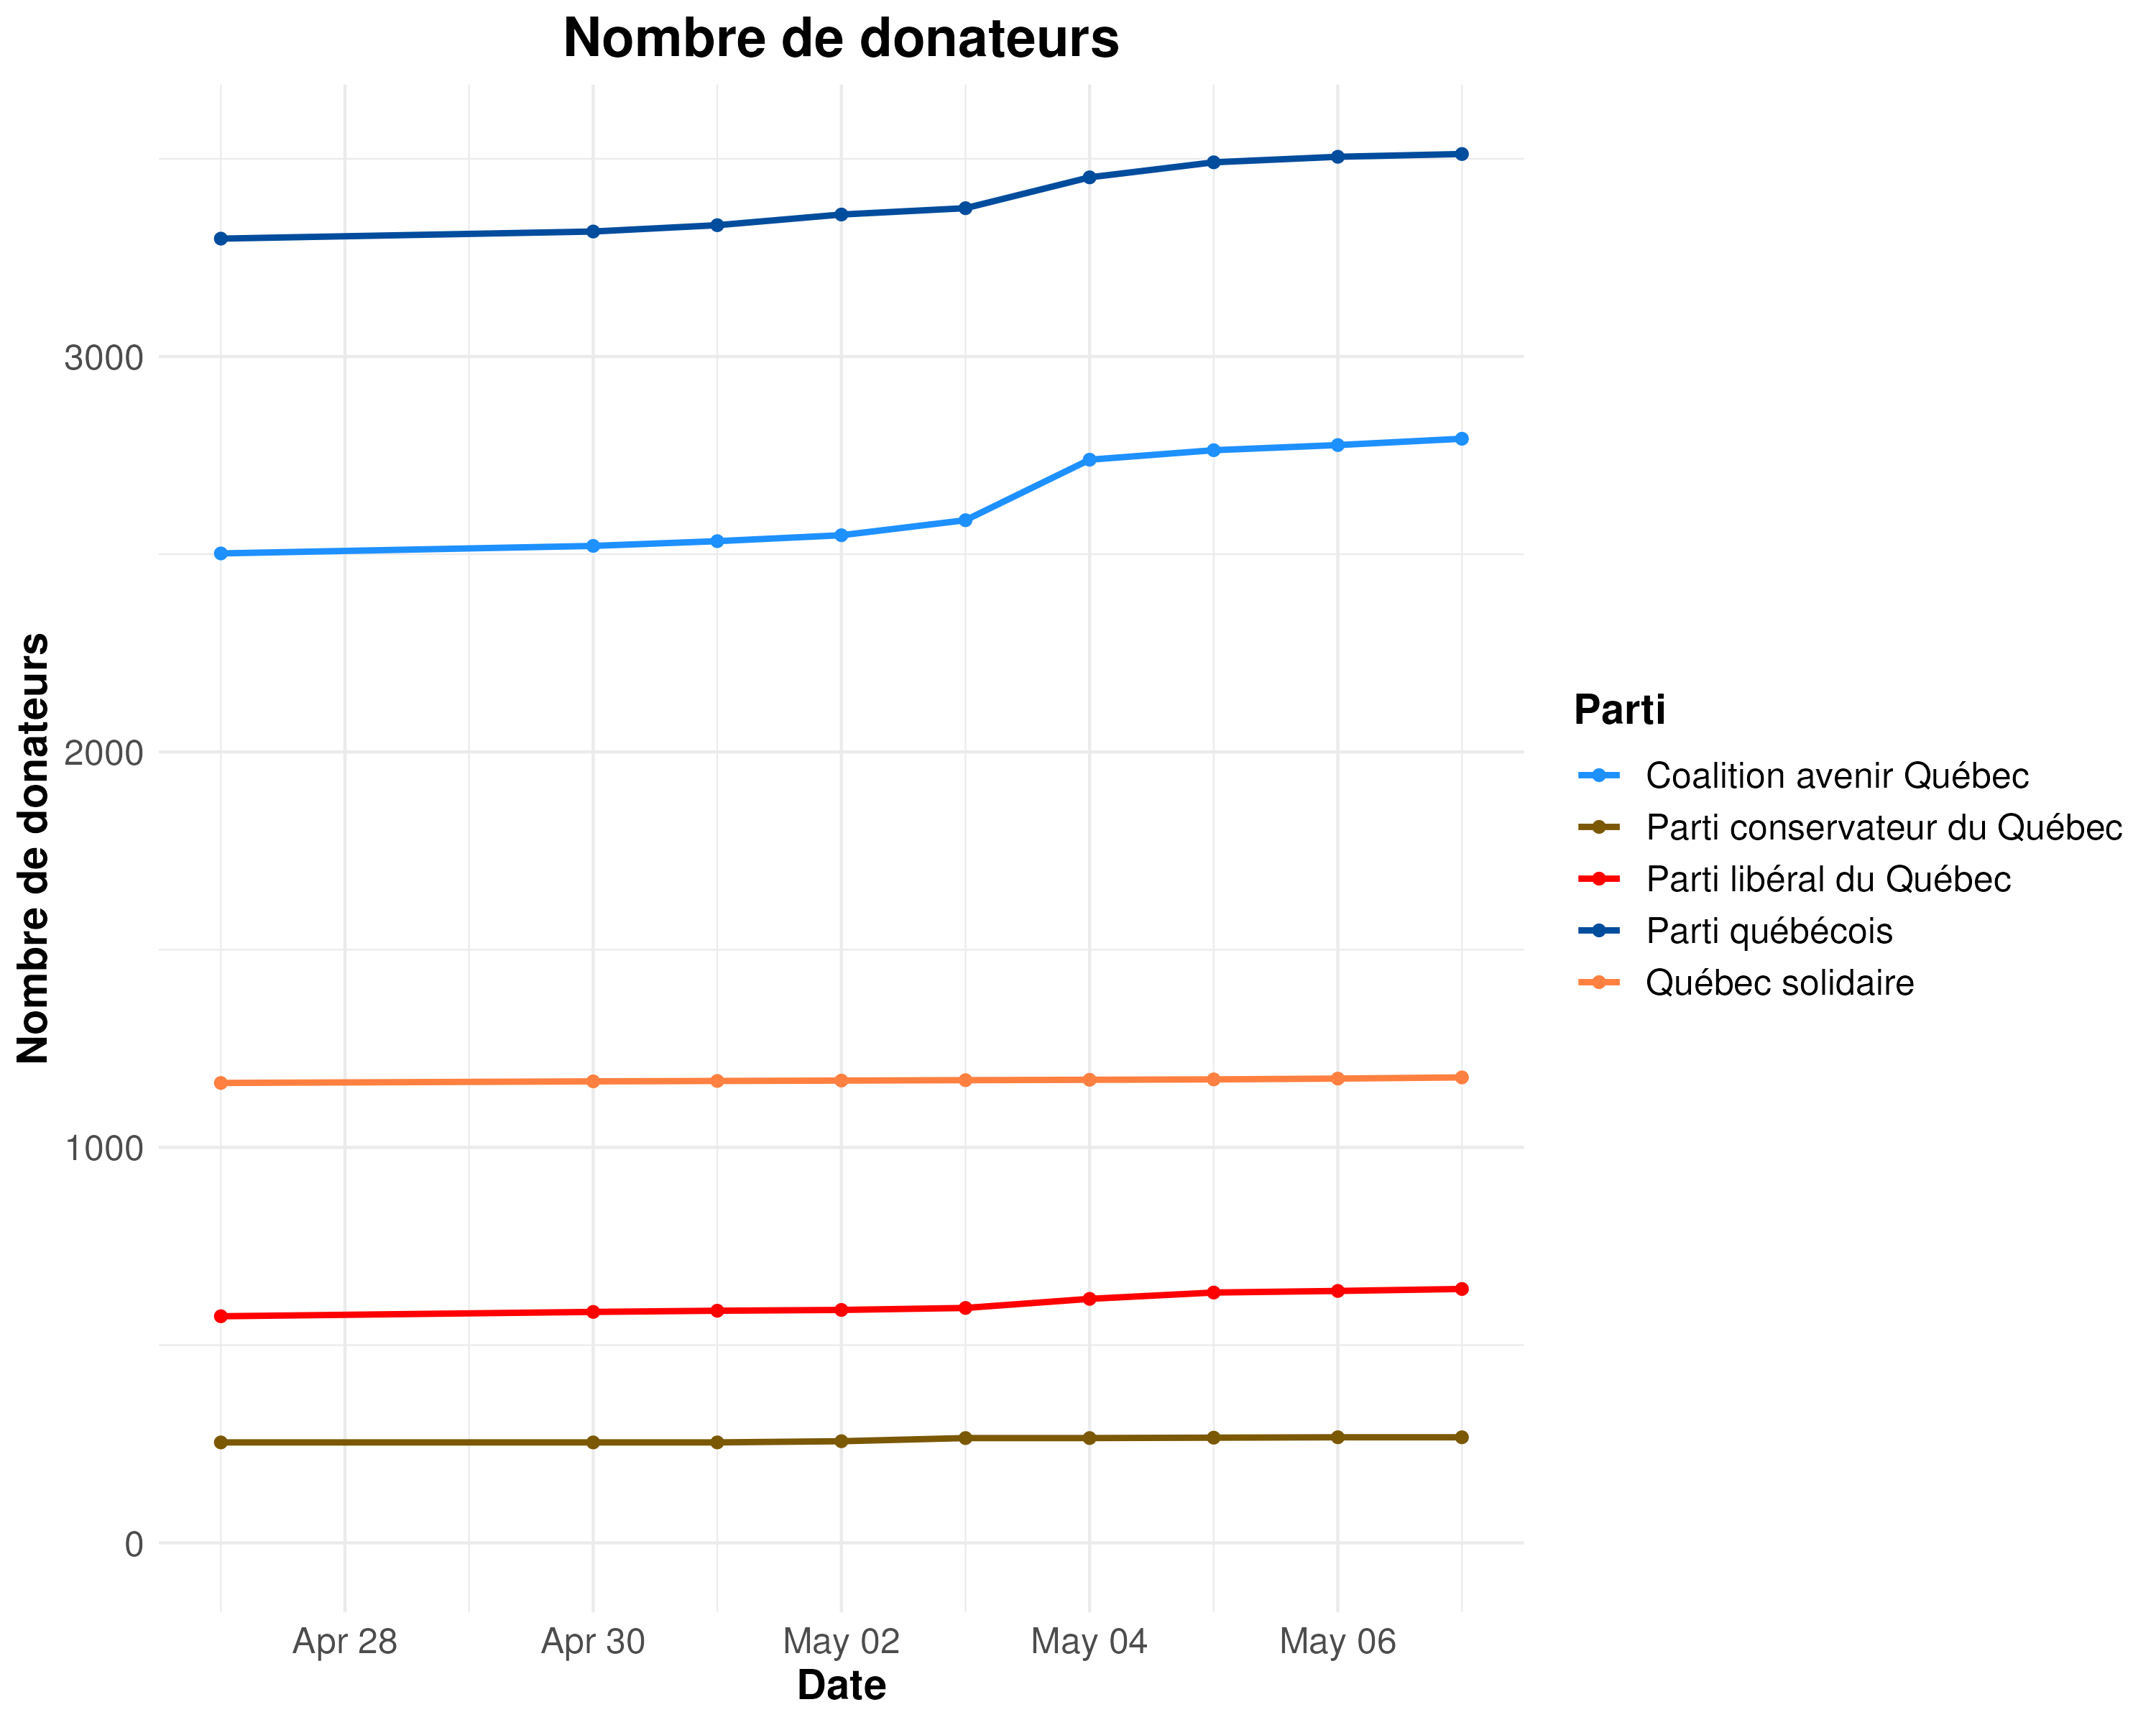 Nombre de donateurs
Nombre de donateurs
3000
2000
1000
0
Apr 28
Apr 30
May 02
May 04
May 06
Date
Parti
Coalition avenir Québec
Parti conservateur du Québec
Parti libéral du Québec
Parti québécois
Québec solidaire